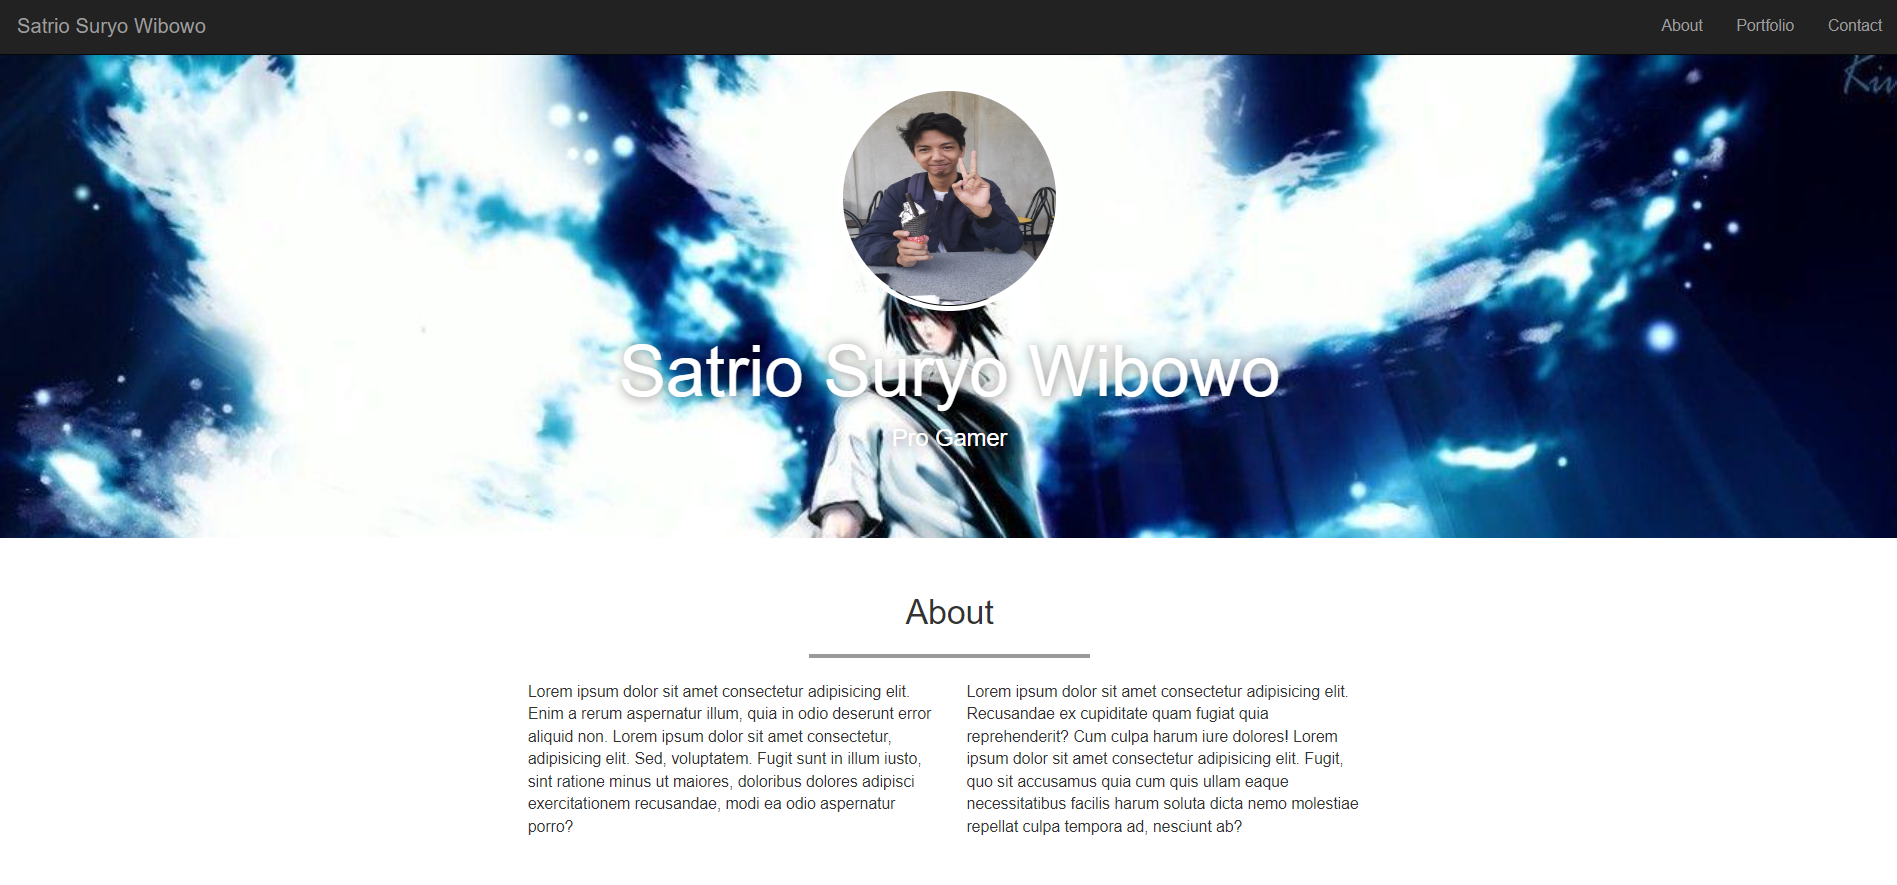 Satrio Suryo Wibowo
About Portfolio Contact
Satrio Suryo Wibowo
Pro Gamer
About
Lorem ipsum dolor sit amet consectetur adipisicing elit.
Enim a rerum aspernatur illum, quia in odio deserunt error
aliquid non. Lorem ipsum dolor sit amet consectetur,
adipisicing elit. Sed, voluptatem. Fugit sunt in illum iusto,
sint ratione minus ut maiores, doloribus dolores adipisci
exercitationem recusandae, modi ea odio aspernatur
porro?
Lorem ipsum dolor sit amet consectetur adipisicing elit.
Recusandae ex cupiditate quam fugiat quia
reprehenderit? Cum culpa harum iure dolores! Lorem
ipsum dolor sit amet consectetur adipisicing elit. Fugit,
quo sit accusamus quia cum quis ullam eaque
necessitatibus facilis harum soluta dicta nemo molestiae
repellat culpa tempora ad, nesciunt ab?